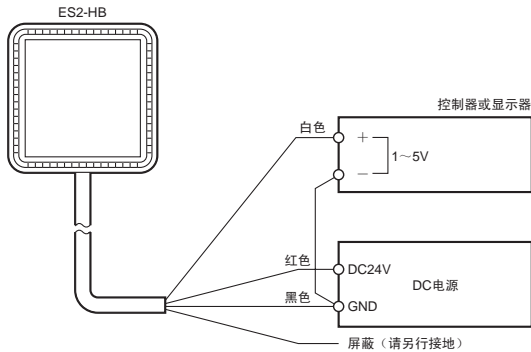 ES2-HB
控制器或显示器
白色
+
1～5V
−
红色
DC24V
DC电源
黑色
GND
屏蔽（请另行接地）